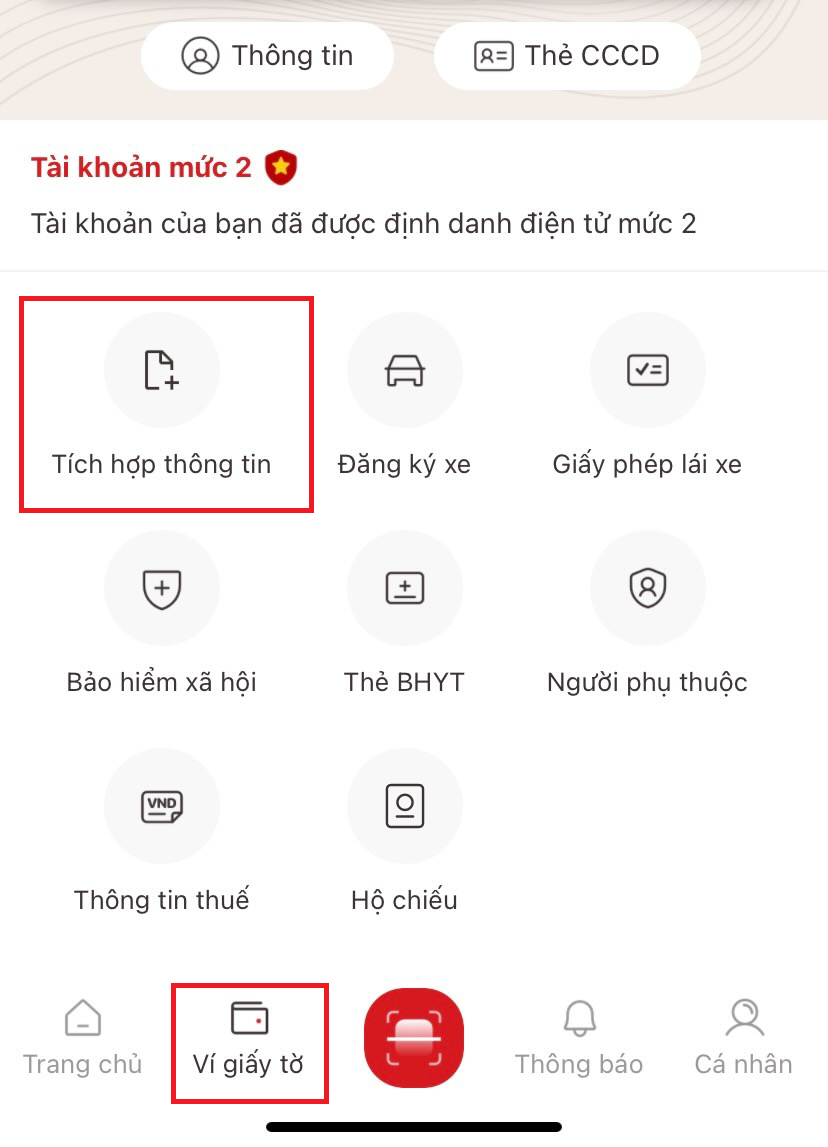 Thông tin
Thẻ CCCD
Tài khoản mức 2
Tài khoản của bạn đã được định danh điện tử mức 2
Tích hợp thông tin
Đăng ký xe
Giấy phép lái xe
Bảo hiểm xã hội
Thẻ BHYT
Người phụ thuộc
VND
Thông tin thuế
Hộ chiếu
Trang chủ
Ví giấy tờ
Thông báo
Cá nhân